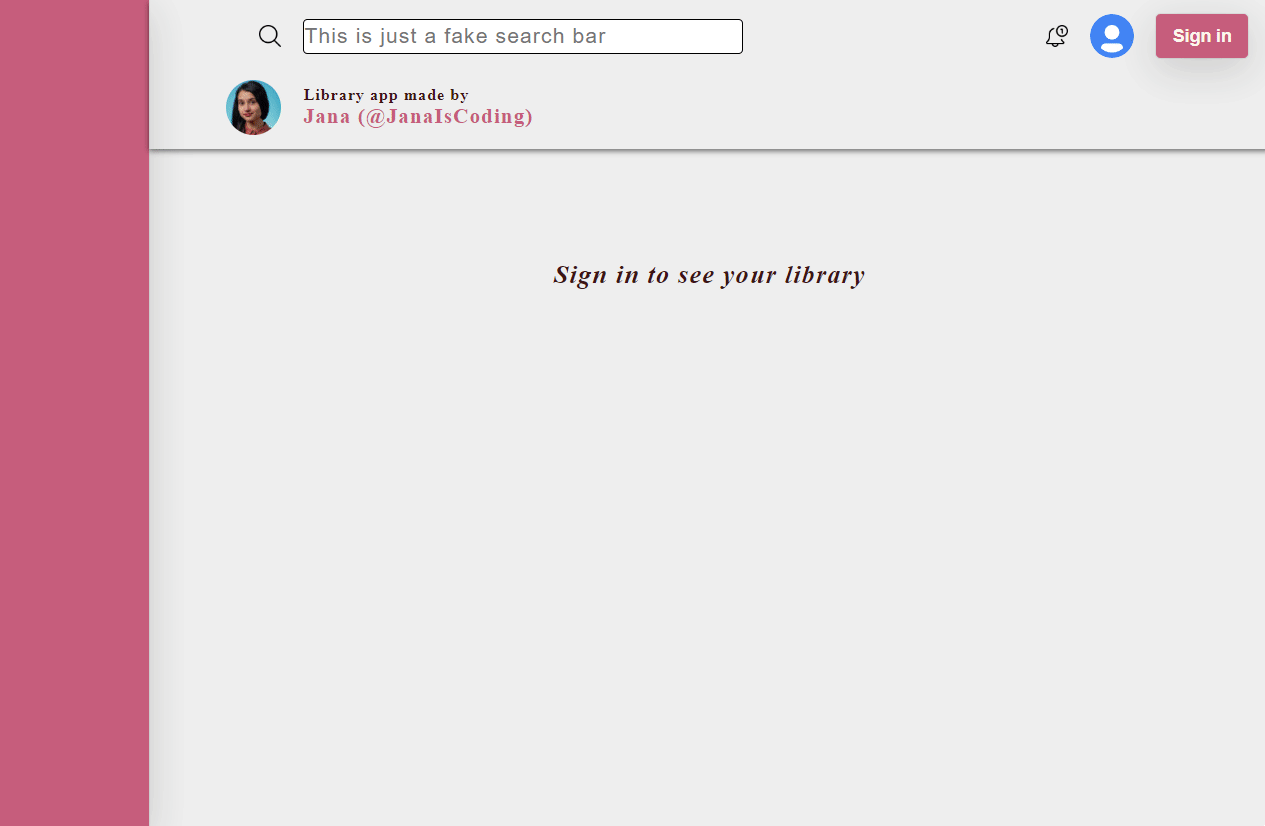 This is just a fake search bar
1
Sign in
Library app made by
Jana (@JanaIsCoding)
Sign in to see your library